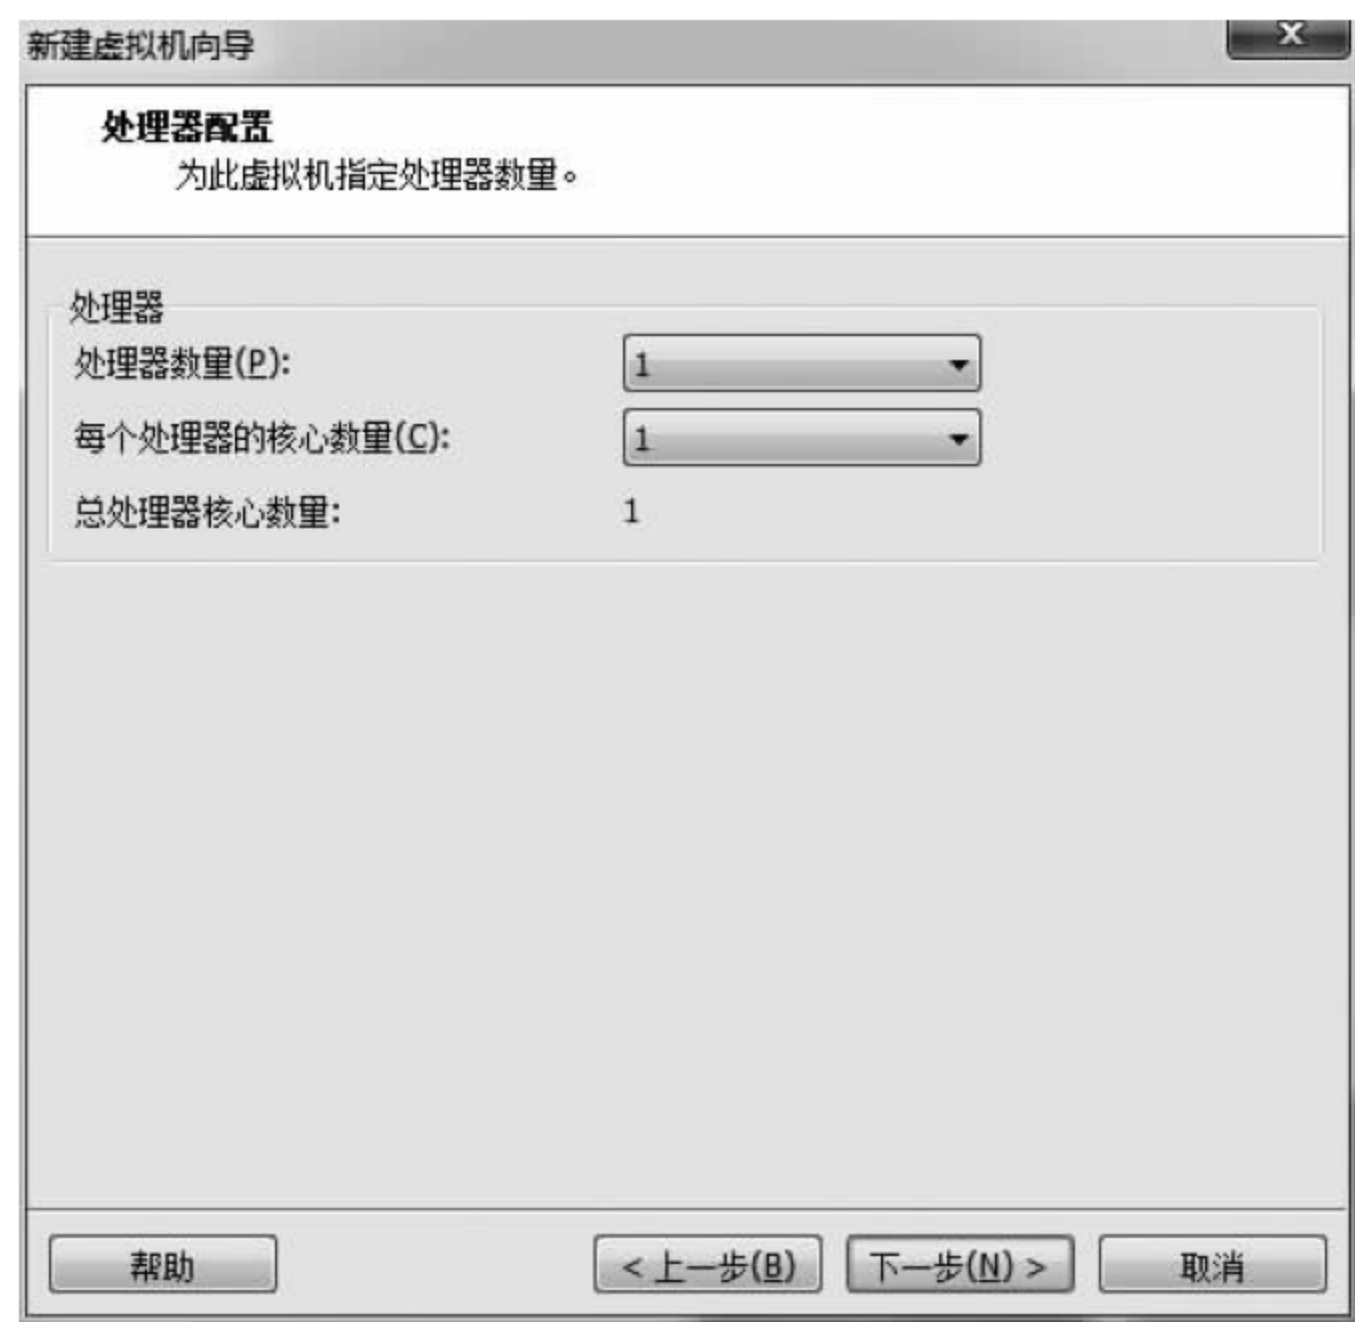 新建虚拟机向导
X
处理器配置
为此虚拟机指定处理器数量。
处理器
处理器数量(P): 1
每个处理器的核心数量(C): 1
总处理器核心数量: 1
帮助 < 上一步(B) 下一步(N) > 取消